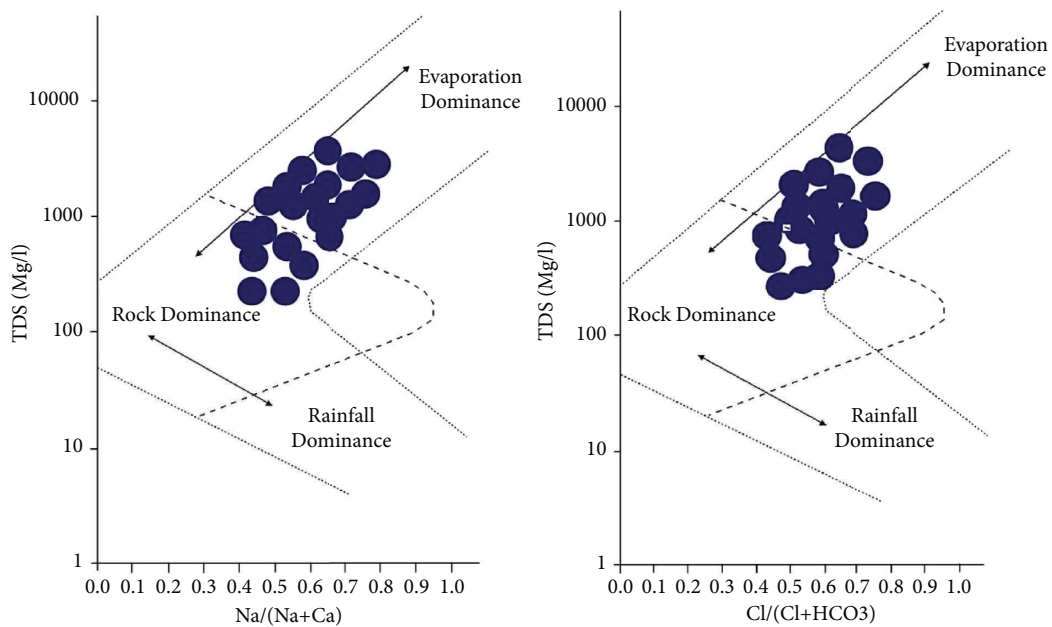 10000
1000
100
10
1
TDS (Mg/l)
Evaporation
Dominance
Rock Dominance
Rainfall
Dominance
0.0 0.1 0.2 0.3 0.4 0.5 0.6 0.7 0.8 0.9 1.0
Na/(Na+Ca)
10000
1000
100
10
1
TDS (Mg/l)
Evaporation
Dominance
Rock Dominance
Rainfall
Dominance
0.0 0.1 0.2 0.3 0.4 0.5 0.6 0.7 0.8 0.9 1.0
Cl/(Cl+HCO3)